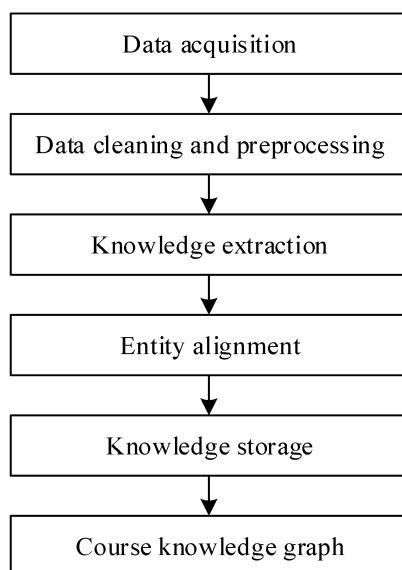 Data acquisition
Data cleaning and preprocessing
Knowledge extraction
Entity alignment
Knowledge storage
Course knowledge graph